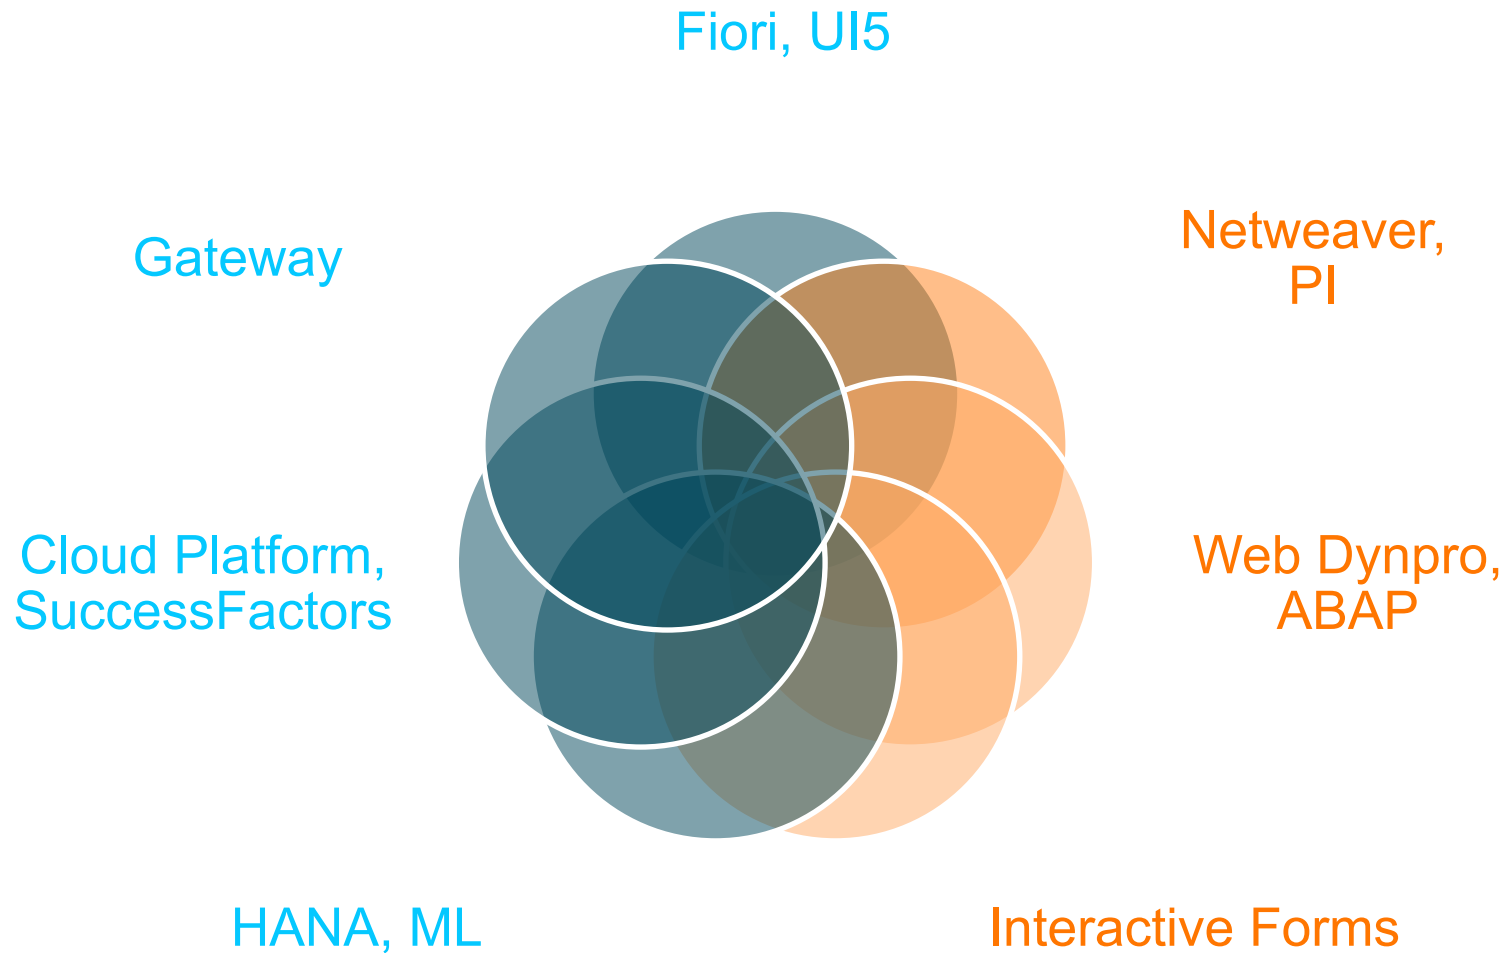 Fiori, UI5
Gateway
Netweaver,
PI
Cloud Platform,
SuccessFactors
Web Dynpro,
ABAP
HANA, ML
Interactive Forms